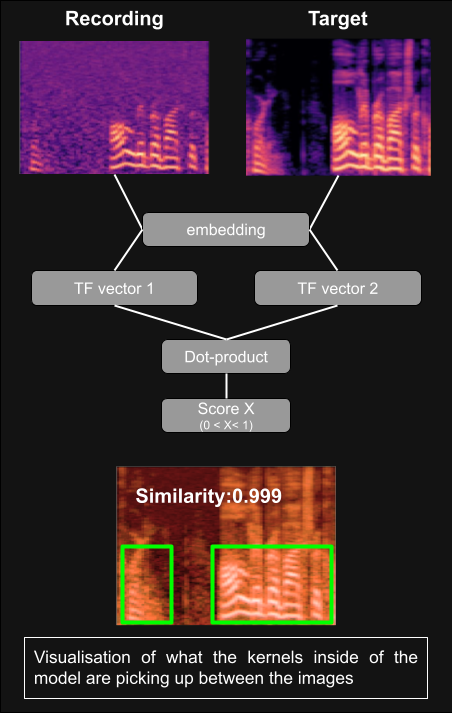 Recording
Target
embedding
TF vector 1
TF vector 2
Dot-product
Score X
(0 < X< 1)
Similarity:0.999
Visualisation of what the kernels inside of the
model are picking up between the images